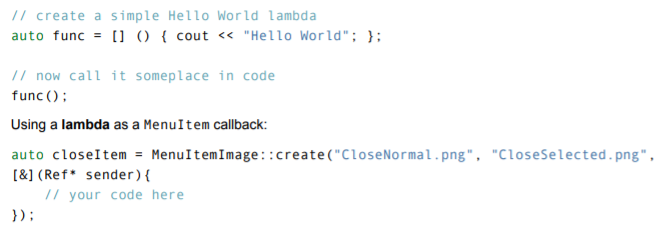 // create a simple Hello World lambda
auto func = [] () { cout << "Hello World"; };
// now call it someplace in code
func();
Using a lambda as a MenuItem callback:
auto closeItem = MenuItemImage::create("CloseNormal.png", "CloseSelected.png",
[&](Ref* sender){
    // your code here
});